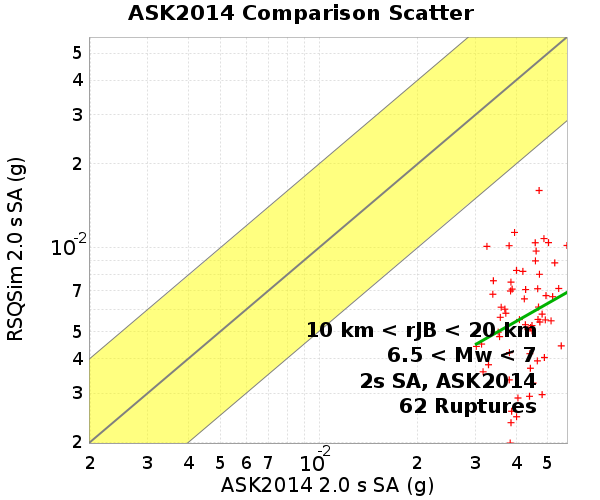 ASK2014 Comparison Scatter
RSQSim 2.0 s SA (g)
5
4
3
2
10-2
7
5
4
3
2
10 km < rJB < 20 km
6.5 < Mw < 7
2s SA, ASK2014
62 Ruptures
2 3 4 5 6 7 10-2 2 3 4 5
ASK2014 2.0 s SA (g)